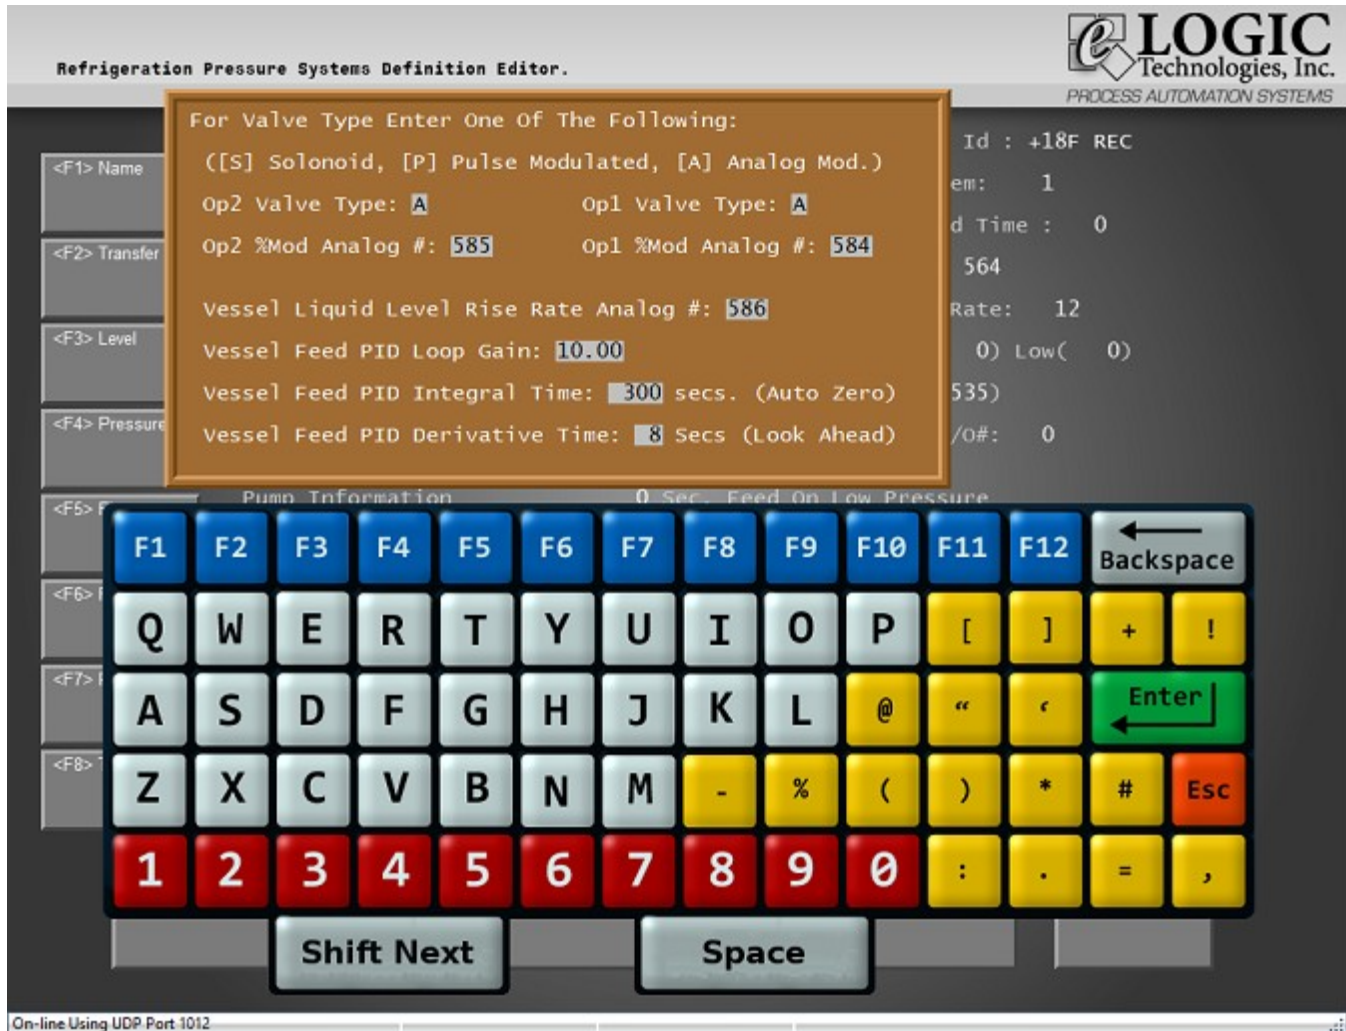 LOGIC
Technologies, Inc.
PROCESS AUTOMATION SYSTEMS
Refrigeration Pressure Systems Definition Editor.
For Valve Type Enter One Of The Following:
([S] Solonoid, [P] Pulse Modulated, [A] Analog Mod.)
Op2 Valve Type: A Op1 Valve Type: A
Op2 %Mod Analog #: 585 Op1 %Mod Analog #: 584
Vessel Liquid Level Rise Rate Analog #: 586
Vessel Feed PID Loop Gain: 10.00
Vessel Feed PID Integral Time: 300 secs. (Auto Zero)
Vessel Feed PID Derivative Time: 8 Secs (Look Ahead)
Id : +18F REC
em: 1
d Time : 0
564
Rate: 12
0) Low( 0)
535)
/O#: 0
<F1> Name
<F2> Transfer
<F3> Level
<F4> Pressure
<F5>
<F6>
<F7>
<F8>
Pump Information 0 Sec. Feed On Low Pressure
F1 F2 F3 F4 F5 F6 F7 F8 F9 F10 F11 F12 Backspace
Q W E R T Y U I O P [ ] + !
A S D F G H J K L @ “ ‘ Enter
Z X C V B N M - % ( ) * # Esc
1 2 3 4 5 6 7 8 9 0 : . = ,
Shift Next Space
On-line Using UDP Port 1012